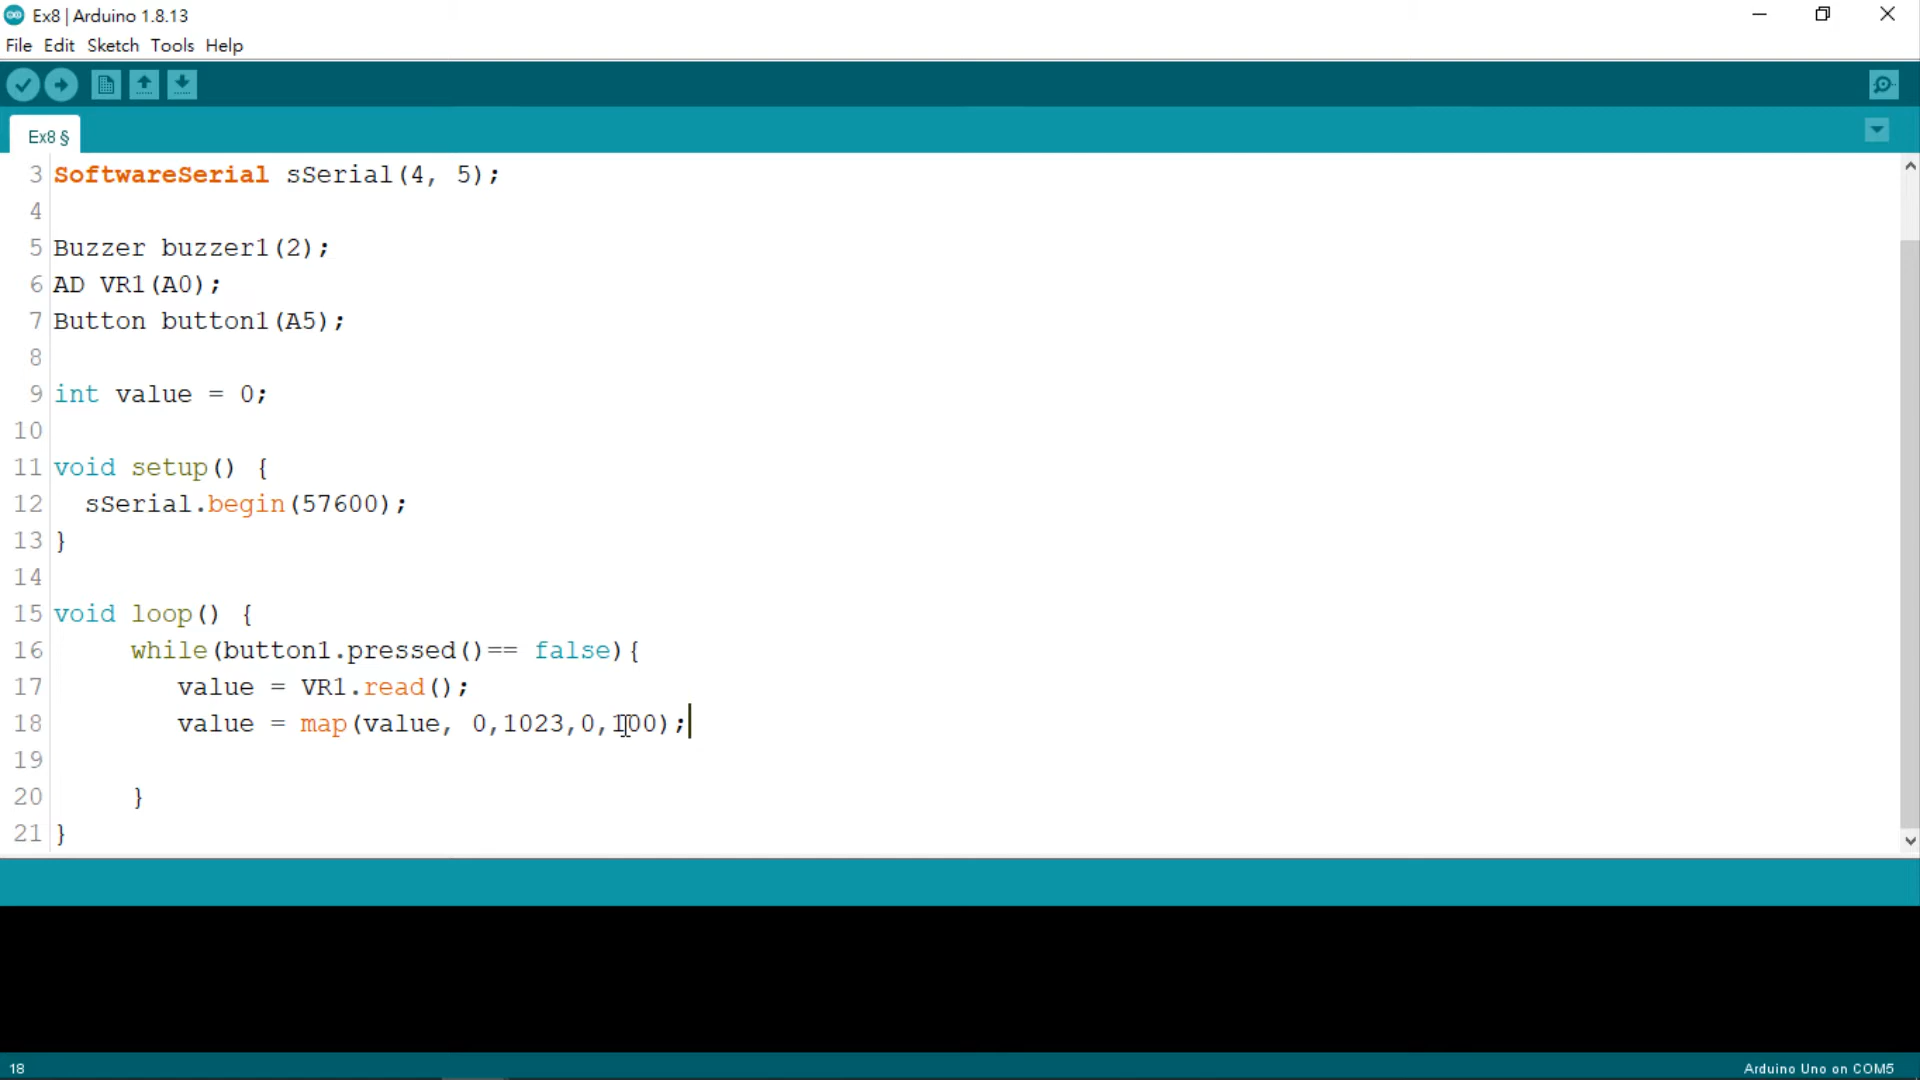 Ex8 | Arduino 1.8.13
File Edit Sketch Tools Help
Ex8 §
3 SoftwareSerial sSerial(4, 5);
4
5 Buzzer buzzer1(2);
6 AD VR1(A0);
7 Button button1(A5);
8
9 int value = 0;
10
11 void setup() {
12 sSerial.begin(57600);
13 }
14
15 void loop() {
16 while(button1.pressed()== false){
17 value = VR1.read();
18 value = map(value, 0,1023,0,100);
19
20 }
21 }
18 Arduino Uno on COM5